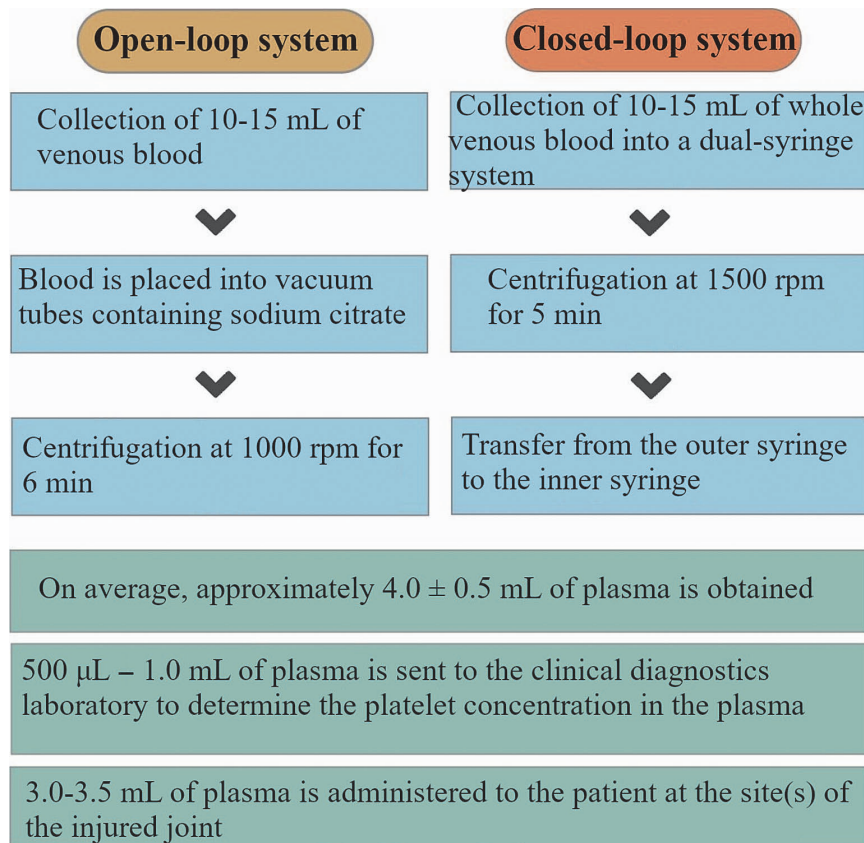 Open-loop system
Closed-loop system
Collection of 10-15 mL of
venous blood
Collection of 10-15 mL of whole
venous blood into a dual-syringe
system
Blood is placed into vacuum
tubes containing sodium citrate
Centrifugation at 1500 rpm
for 5 min
Centrifugation at 1000 rpm for
6 min
Transfer from the outer syringe
to the inner syringe
On average, approximately 4.0 ± 0.5 mL of plasma is obtained
500 μL – 1.0 mL of plasma is sent to the clinical diagnostics
laboratory to determine the platelet concentration in the plasma
3.0-3.5 mL of plasma is administered to the patient at the site(s) of
the injured joint